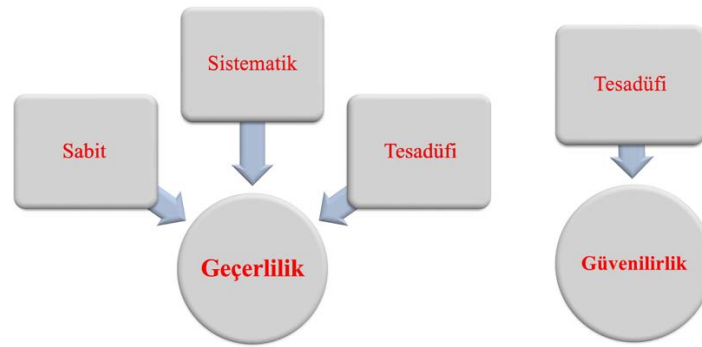 Sistematik
Sabit
Tesadüfi
Geçerlilik
Tesadüfi
Güvenilirlik